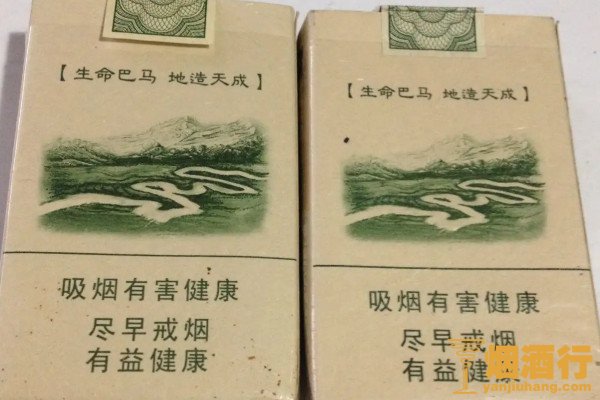 【生命巴马 地造天成】
吸烟有害健康
尽早戒烟
有益健康
【生命巴马 地造天成】
吸烟有害健康
尽早戒烟
有益健康
烟酒行
yanjiuhang.com